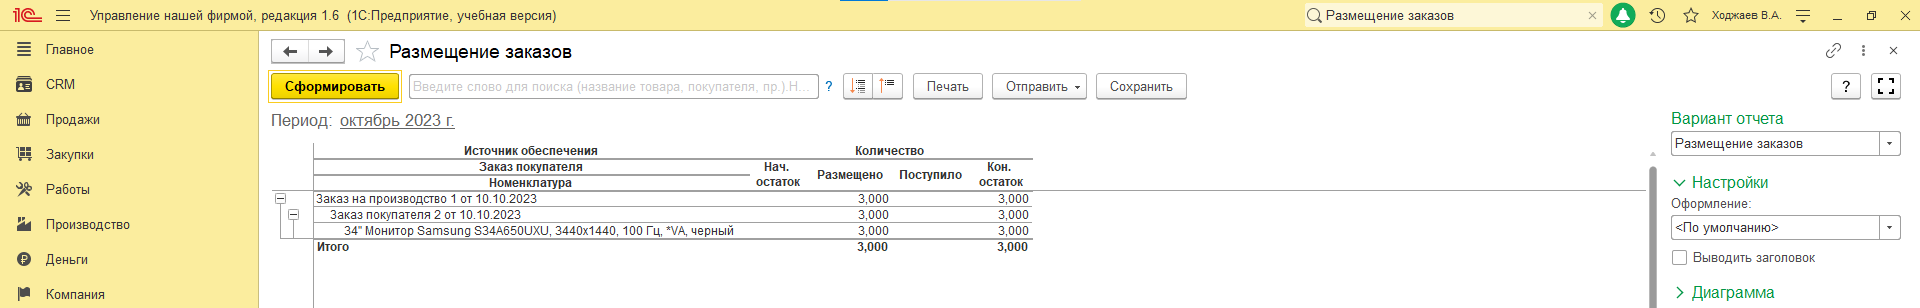 1С Управление нашей фирмой, редакция 1.6 (1С:Предприятие, учебная версия) Размещение заказов Ходжаев В.А.
Главное
CRM
Продажи
Закупки
Работы
Производство
Деньги
Компания
Размещение заказов
Сформировать Введите слово для поиска (название товара, покупателя, пр.).Н... ? Печать Отправить Сохранить ?
Период: октябрь 2023 г.
Источник обеспечения Количество
Заказ покупателя Нач. остаток Размещено Поступило Кон. остаток
Номенклатура
Заказ на производство 1 от 10.10.2023 3,000 3,000
Заказ покупателя 2 от 10.10.2023 3,000 3,000
34" Монитор Samsung S34A650UXU, 3440x1440, 100 Гц, *VA, черный 3,000 3,000
Итого 3,000 3,000
Вариант отчета
Размещение заказов
Настройки
Оформление:
<По умолчанию>
Выводить заголовок
Диаграмма